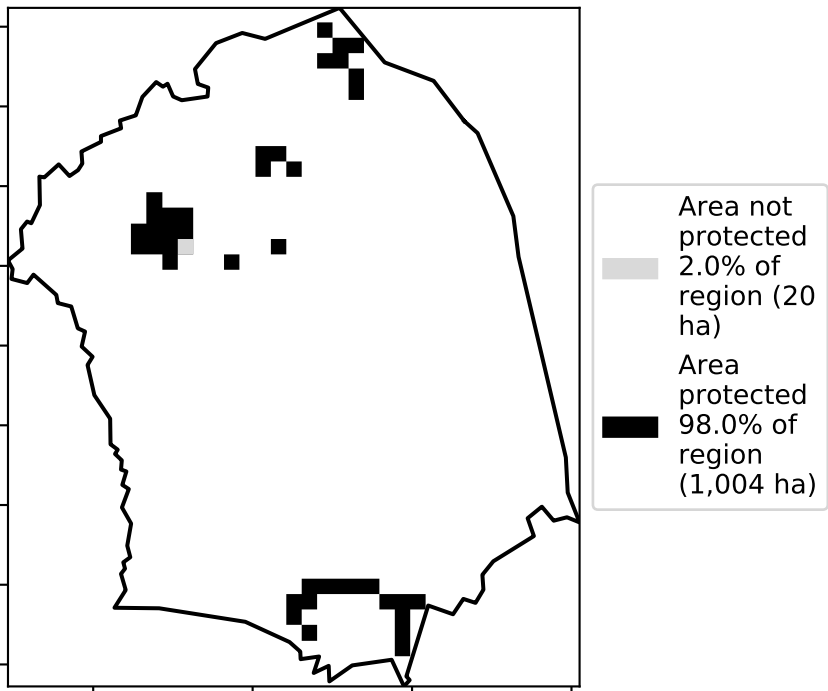 Area not
protected
2.0% of
region (20
ha)
Area
protected
98.0% of
region
(1,004 ha)